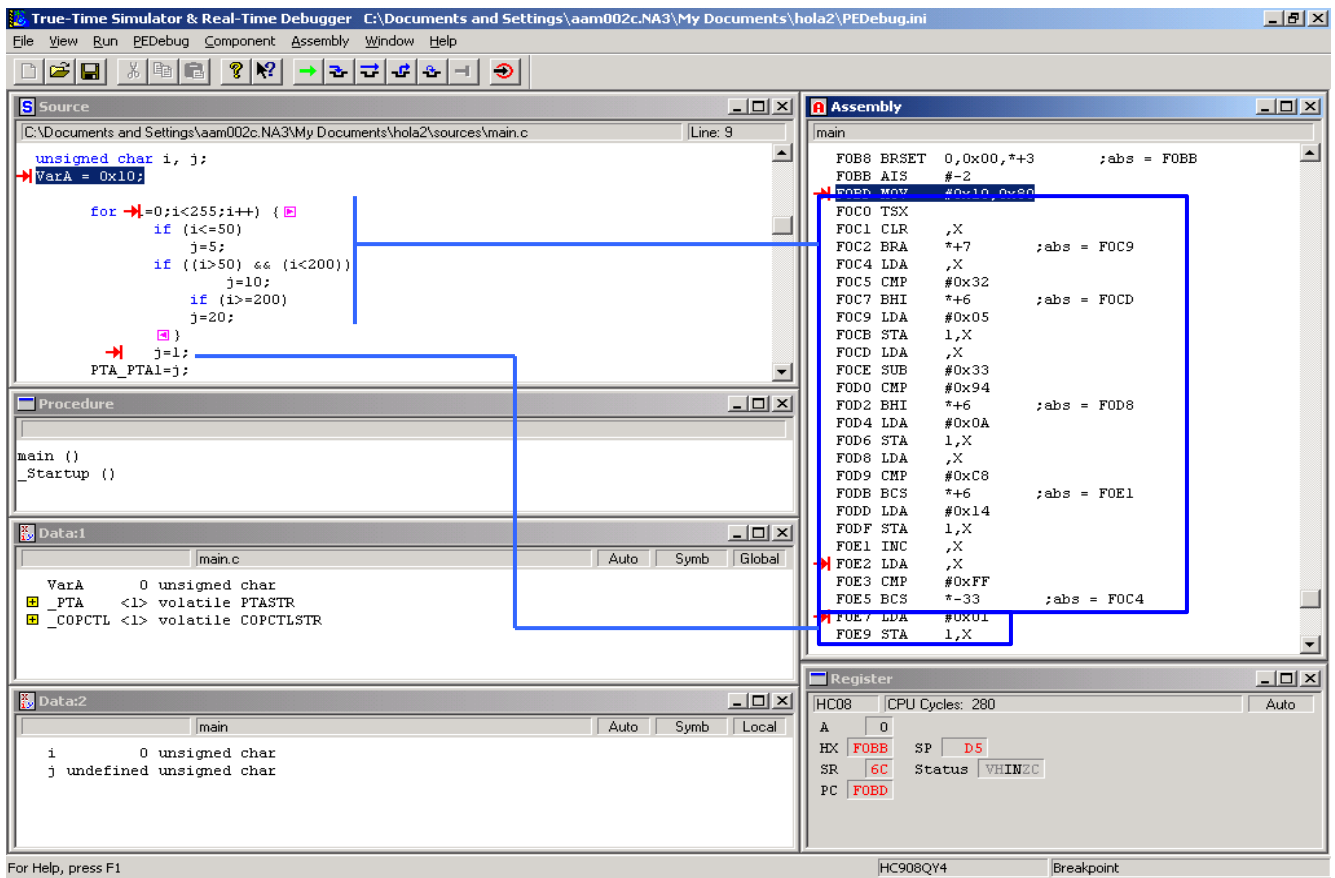 True-Time Simulator & Real-Time Debugger C:\Documents and Settings\aam002c.NA3\My Documents\hola2\PEDebug.ini
File View Run PEDebug Component Assembly Window Help
Source
C:\Documents and Settings\aam002c.NA3\My Documents\hola2\sources\main.c Line: 9
unsigned char i, j;
VarA = 0x10;
for =0;i<255;i++) {
if (i<=50)
j=5;
if ((i>50) && (i<200))
j=10;
if (i>=200)
j=20;
}
j=1;
PTA_PTA1=j;
Procedure
main ()
_Startup ()
Data:1
main.c Auto Symb Global
VarA 0 unsigned char
_PTA <1> volatile PTASTR
_COPCTL <1> volatile COPCTLSTR
Data:2
main Auto Symb Local
i 0 unsigned char
j undefined unsigned char
Assembly
main
F0B8 BRSET 0,0x00,*+3 ;abs = F0BB
F0BB AIS #-2
F0BD MOV #0x10,0x80
F0C0 TSX
F0C1 CLR ,X
F0C2 BRA *+7 ;abs = F0C9
F0C4 LDA ,X
F0C5 CMP #0x32
F0C7 BHI *+6 ;abs = F0CD
F0C9 LDA #0x05
F0CB STA 1,X
F0CD LDA ,X
F0CE SUB #0x33
F0D0 CMP #0x94
F0D2 BHI *+6 ;abs = F0D8
F0D4 LDA #0x0A
F0D6 STA 1,X
F0D8 LDA ,X
F0D9 CMP #0xC8
F0DB BCS *+6 ;abs = F0E1
F0DD LDA #0x14
F0DF STA 1,X
F0E1 INC ,X
F0E2 LDA ,X
F0E3 CMP #0xFF
F0E5 BCS *-33 ;abs = F0C4
F0E7 LDA #0x01
F0E9 STA 1,X
Register
HC08 CPU Cycles: 280 Auto
A 0
HX F0BB SP D5
SR 6C Status VHINZC
PC F0BD
For Help, press F1 HC908QY4 Breakpoint